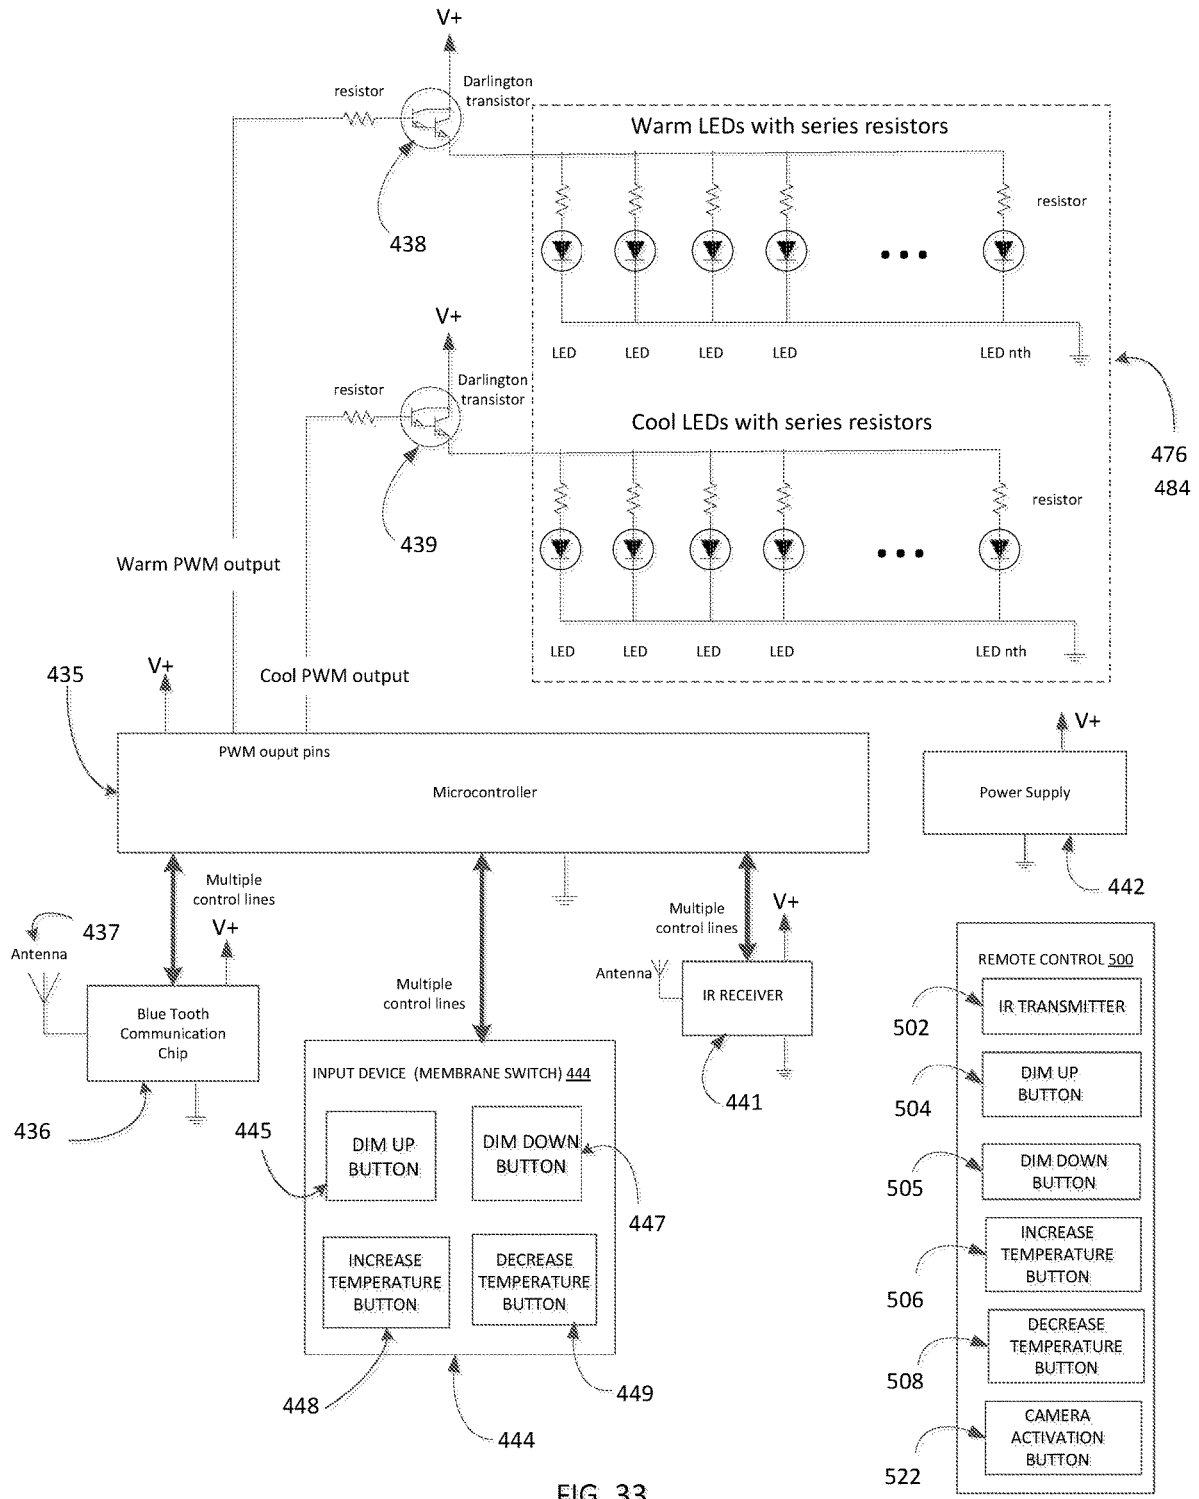 V+
Darlington
transistor
resistor
438
Warm LEDs with series resistors
resistor
LED LED LED LED LED nth
V+
Darlington
transistor
resistor
439
Cool LEDs with series resistors
476
484
resistor
LED LED LED LED LED nth
Warm PWM output
Cool PWM output
435
V+
PWM ouput pins
Microcontroller
V+
Power Supply
442
Multiple
control lines
437
Antenna
V+
Blue Tooth
Communication
Chip
436
Multiple
control lines
Multiple
control lines
V+
Antenna
IR RECEIVER
441
INPUT DEVICE (MEMBRANE SWITCH) 444
445
DIM UP
BUTTON
DIM DOWN
BUTTON
447
INCREASE
TEMPERATURE
BUTTON
DECREASE
TEMPERATURE
BUTTON
448
449
444
REMOTE CONTROL 500
502
IR TRANSMITTER
504
DIM UP
BUTTON
505
DIM DOWN
BUTTON
506
INCREASE
TEMPERATURE
BUTTON
508
DECREASE
TEMPERATURE
BUTTON
522
CAMERA
ACTIVATION
BUTTON
FIG. 33